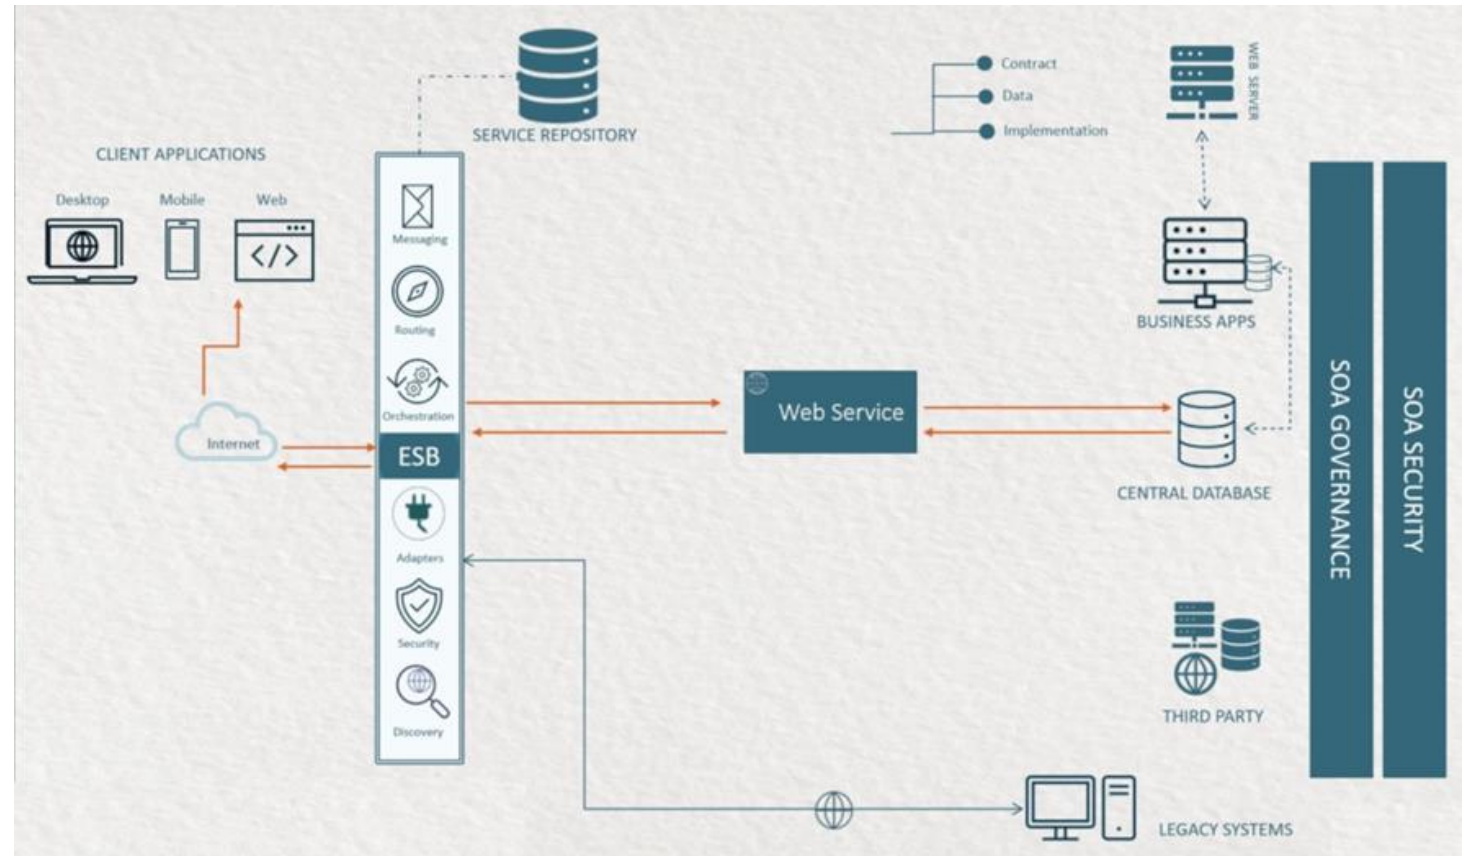 SERVICE REPOSITORY
Contract
Data
Implementation
WEB SERVER
CLIENT APPLICATIONS
Desktop
Mobile
Web
Messaging
Routing
Orchestration
ESB
Adapters
Security
Discovery
Internet
Web Service
BUSINESS APPS
CENTRAL DATABASE
THIRD PARTY
LEGACY SYSTEMS
SOA GOVERNANCE
SOA SECURITY